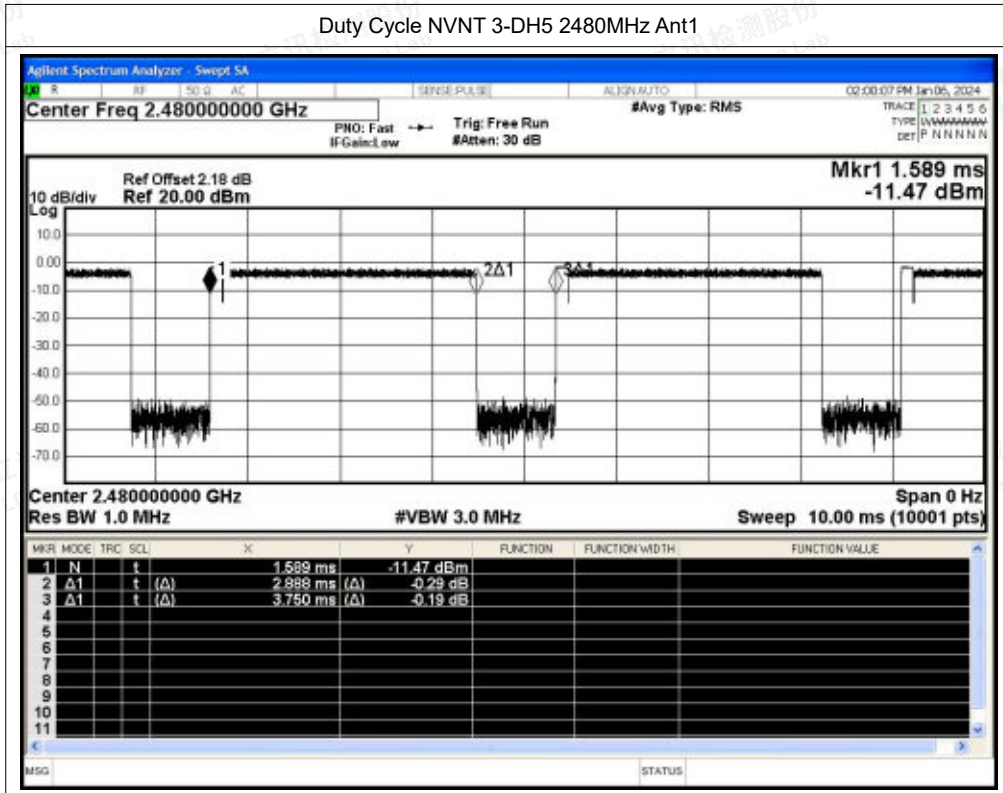 Duty Cycle NVNT 3-DH5 2480MHz Ant1
Agilent Spectrum Analyzer - Swept SA
R RF 50 Ω AC SENSE:PULSE ALIGNAUTO 02:00:07 PM Jan 06, 2024
Center Freq 2.480000000 GHz #Avg Type: RMS TRACE 1 2 3 4 5 6
PNO: Fast Trig: Free Run TYPE
IFGain:Low #Atten: 30 dB DET P N N N N N
Mkr1 1.589 ms
Ref Offset 2.18 dB
10 dB/div Ref 20.00 dBm -11.47 dBm
Log
10.0
0.00
1 2Δ1 3Δ1
-10.0
-20.0
-30.0
-40.0
-50.0
-60.0
-70.0
Center 2.480000000 GHz Span 0 Hz
Res BW 1.0 MHz #VBW 3.0 MHz Sweep 10.00 ms (10001 pts)
MKR MODE TRC SCL X Y FUNCTION FUNCTION WIDTH FUNCTION VALUE
1 N t 1.589 ms -11.47 dBm
2 Δ1 t (Δ) 2.888 ms (Δ) -0.29 dB
3 Δ1 t (Δ) 3.750 ms (Δ) -0.19 dB
4
5
6
7
8
9
10
11
MSG STATUS